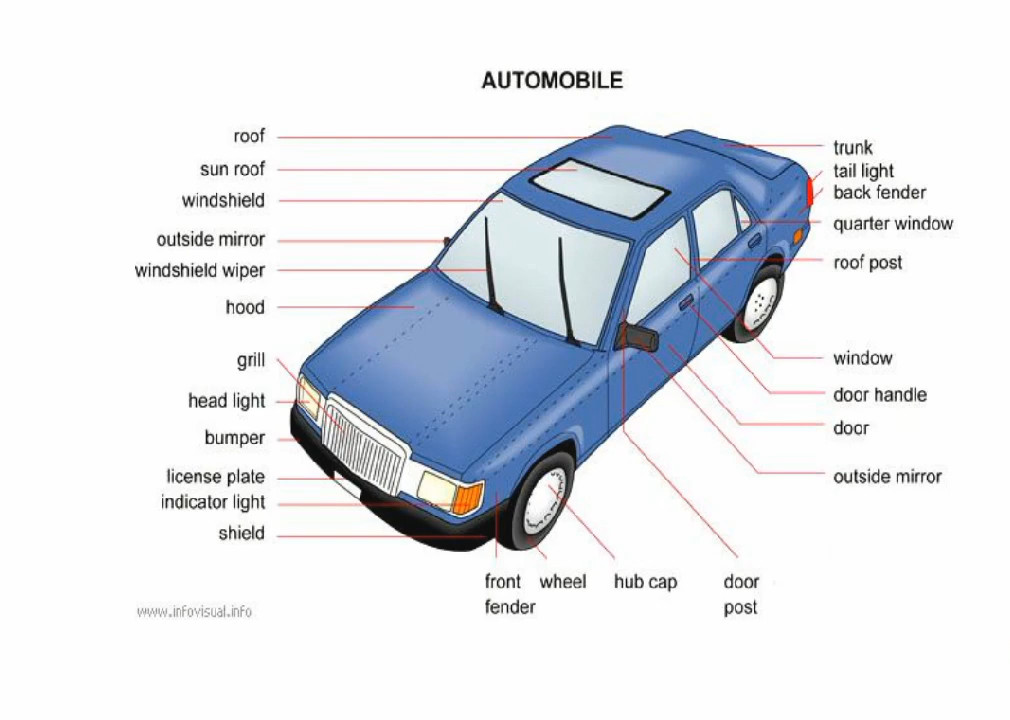 AUTOMOBILE
roof
sun roof
windshield
outside mirror
windshield wiper
hood
grill
head light
bumper
license plate
indicator light
shield
trunk
tail light
back fender
quarter window
roof post
window
door handle
door
outside mirror
front fender
wheel
hub cap
door post
www.infovisual.info